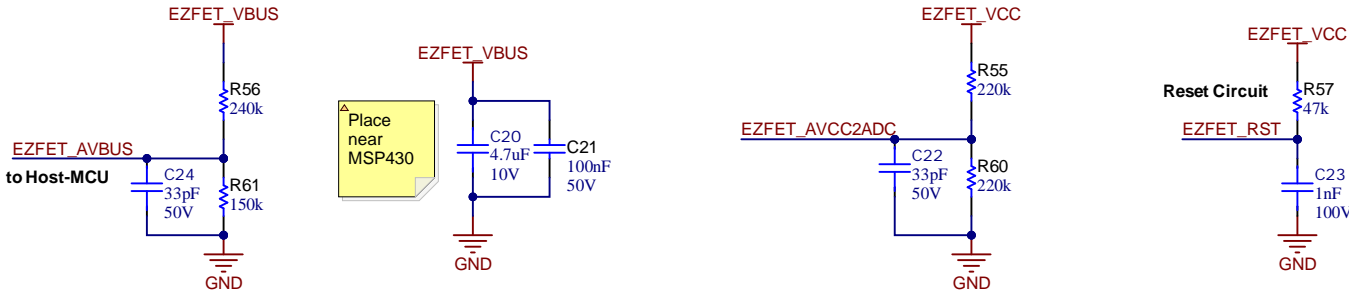 EZFET_VBUS
R56
240k
EZFET_AVBUS
to Host-MCU
C24
33pF
50V
R61
150k
GND
Place
near
MSP430
EZFET_VBUS
C20
4.7uF
10V
C21
100nF
50V
GND
EZFET_VCC
R55
220k
EZFET_AVCC2ADC
C22
33pF
50V
R60
220k
GND
EZFET_VCC
Reset Circuit
R57
47k
EZFET_RST
C23
1nF
100V
GND